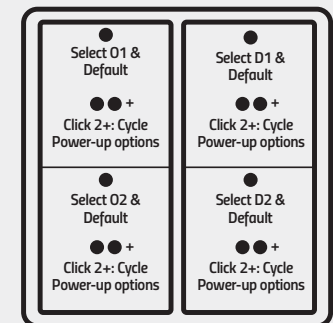 Select O1 &
Default
+
Click 2+: Cycle
Power-up options
Select D1 &
Default
+
Click 2+: Cycle
Power-up options
Select O2 &
Default
+
Click 2+: Cycle
Power-up options
Select D2 &
Default
+
Click 2+: Cycle
Power-up options